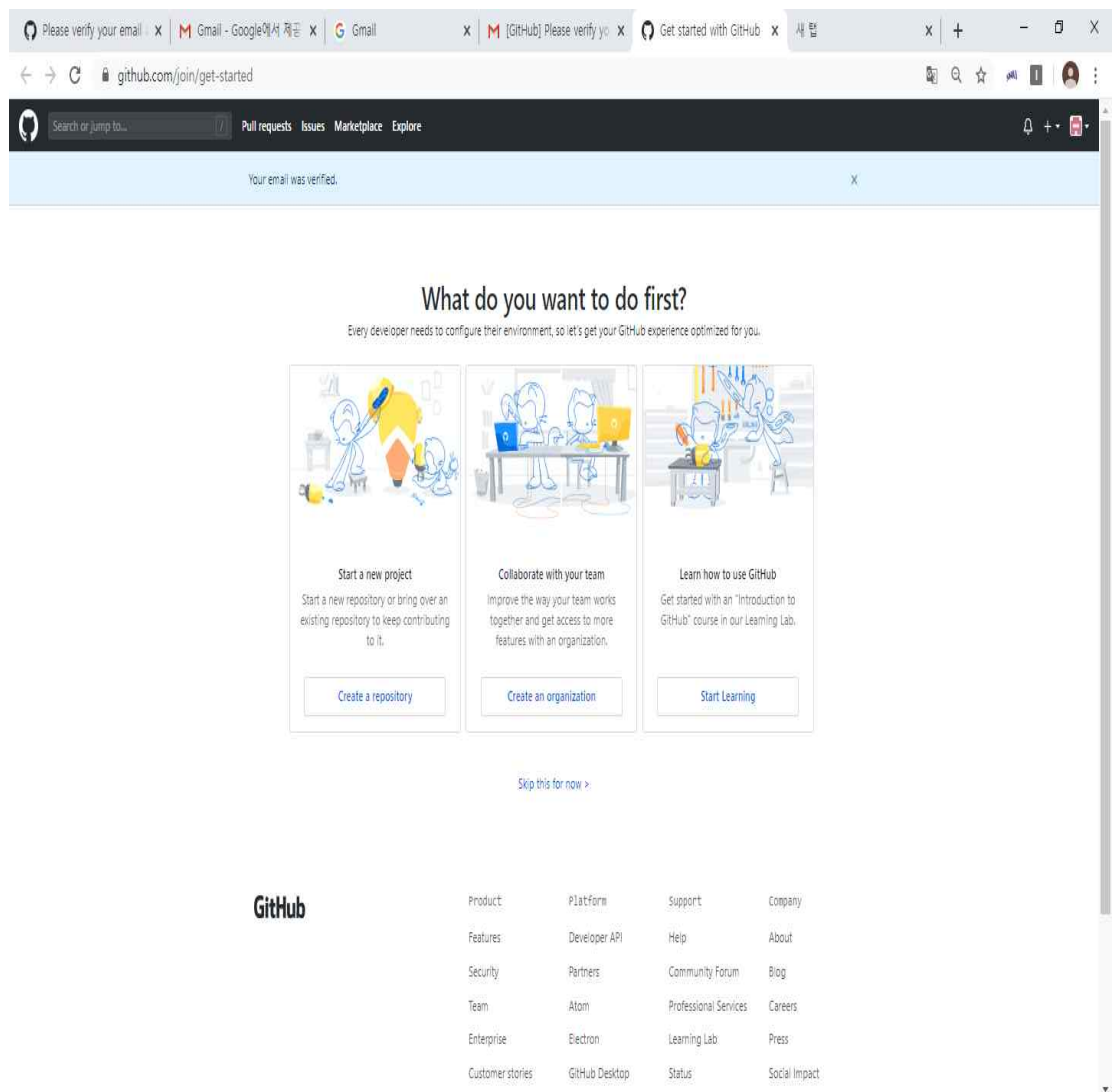 Please verify your email
Gmail - Google에서 제공
Gmail
[GitHub] Please verify yo
Get started with GitHub
새 탭
github.com/join/get-started
Search or jump to...
/
Pull requests Issues Marketplace Explore
Your email was verified.
What do you want to do first?
Every developer needs to configure their environment, so let's get your GitHub experience optimized for you.
Start a new project
Start a new repository or bring over an
existing repository to keep contributing
to it.
Create a repository
Collaborate with your team
Improve the way your team works
together and get access to more
features with an organization.
Create an organization
Learn how to use GitHub
Get started with an "Introduction to
GitHub" course in our Learning Lab.
Start Learning
Skip this for now >
GitHub
Product
Features
Security
Team
Enterprise
Customer stories
Platform
Developer API
Partners
Atom
Electron
GitHub Desktop
Support
Help
Community Forum
Professional Services
Learning Lab
Status
Company
About
Blog
Careers
Press
Social Impact